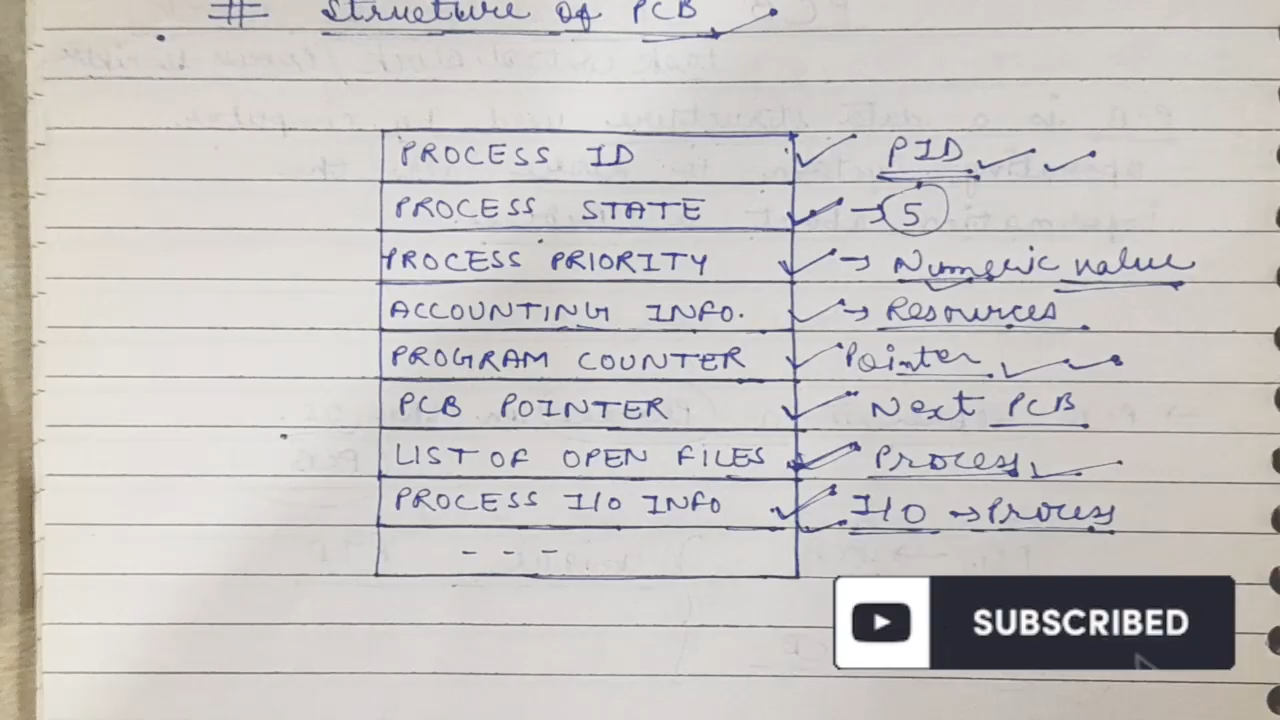 # Structure of PCB
PROCESS ID PID
PROCESS STATE → 5
PROCESS PRIORITY → Numeric value
ACCOUNTING INFO. → Resources
PROGRAM COUNTER Pointer
PCB POINTER Next PCB
LIST OF OPEN FILES Process
PROCESS I/O INFO I/O → Process
- - -
SUBSCRIBED